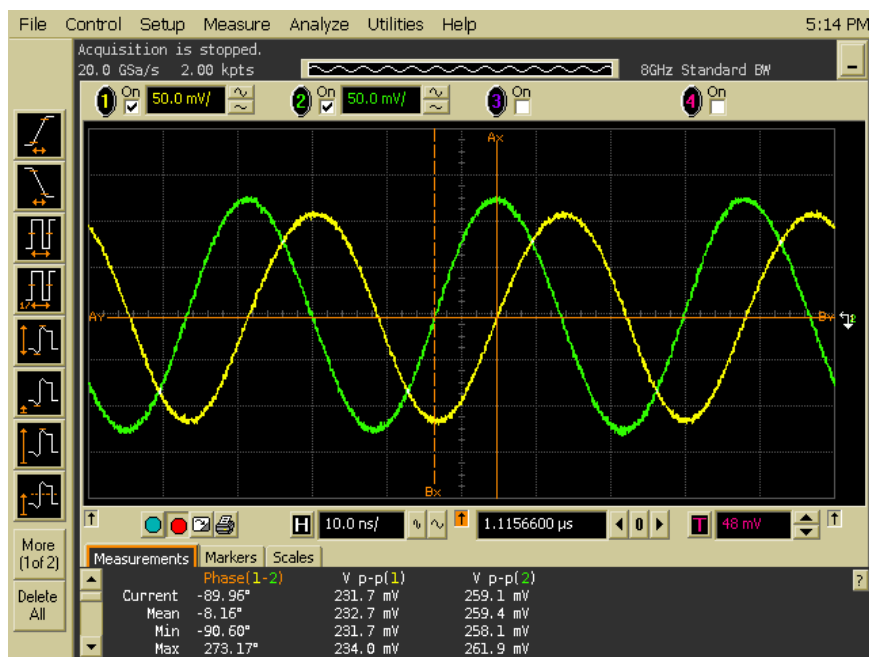 File Control Setup Measure Analyze Utilities Help 5:14 PM
Acquisition is stopped.
20.0 GSa/s 2.00 kpts 8GHz Standard BW
1 On 50.0 mV/ 2 On 50.0 mV/ 3 On 4 On
Ax
AY By
Bx
H 10.0 ns/ 1.1156600 µs 0 T 48 mV
More
(1of 2)
Delete
All
Measurements Markers Scales
Phase(1-2) V p-p(1) V p-p(2) ?
Current -89.96° 231.7 mV 259.1 mV
Mean -8.16° 232.7 mV 259.4 mV
Min -90.60° 231.7 mV 258.1 mV
Max 273.17° 234.0 mV 261.9 mV